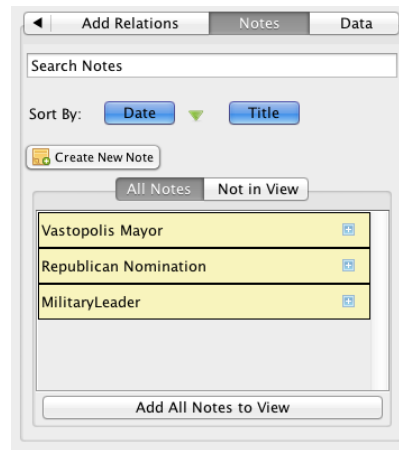 Add Relations Notes Data
Search Notes
Sort By: Date Title
Create New Note
All Notes Not in View
Vastopolis Mayor
Republican Nomination
MilitaryLeader
Add All Notes to View